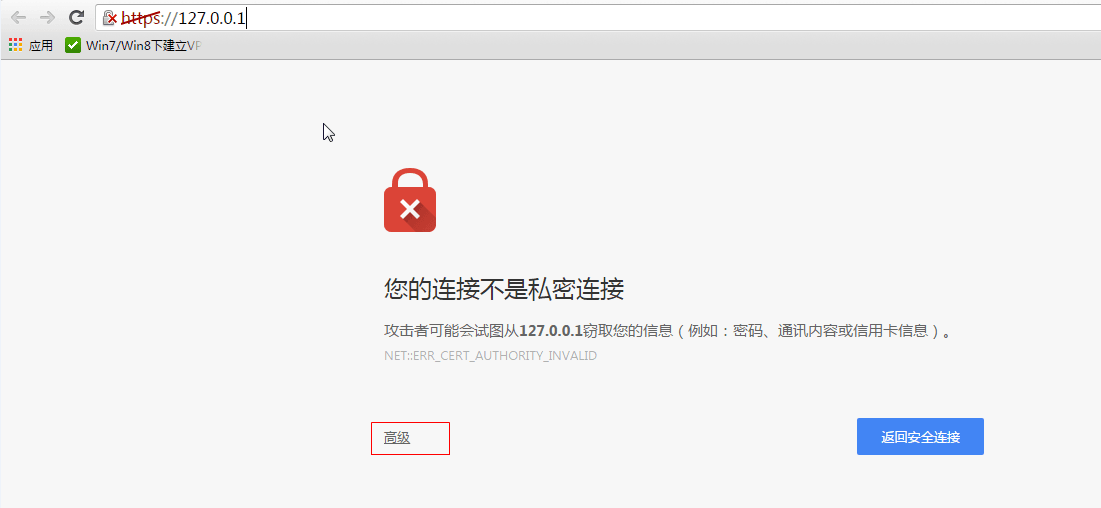 https://127.0.0.1
应用 Win7/Win8下建立VP
您的连接不是私密连接
攻击者可能会试图从127.0.0.1窃取您的信息（例如：密码、通讯内容或信用卡信息）。
NET::ERR_CERT_AUTHORITY_INVALID
高级 返回安全连接